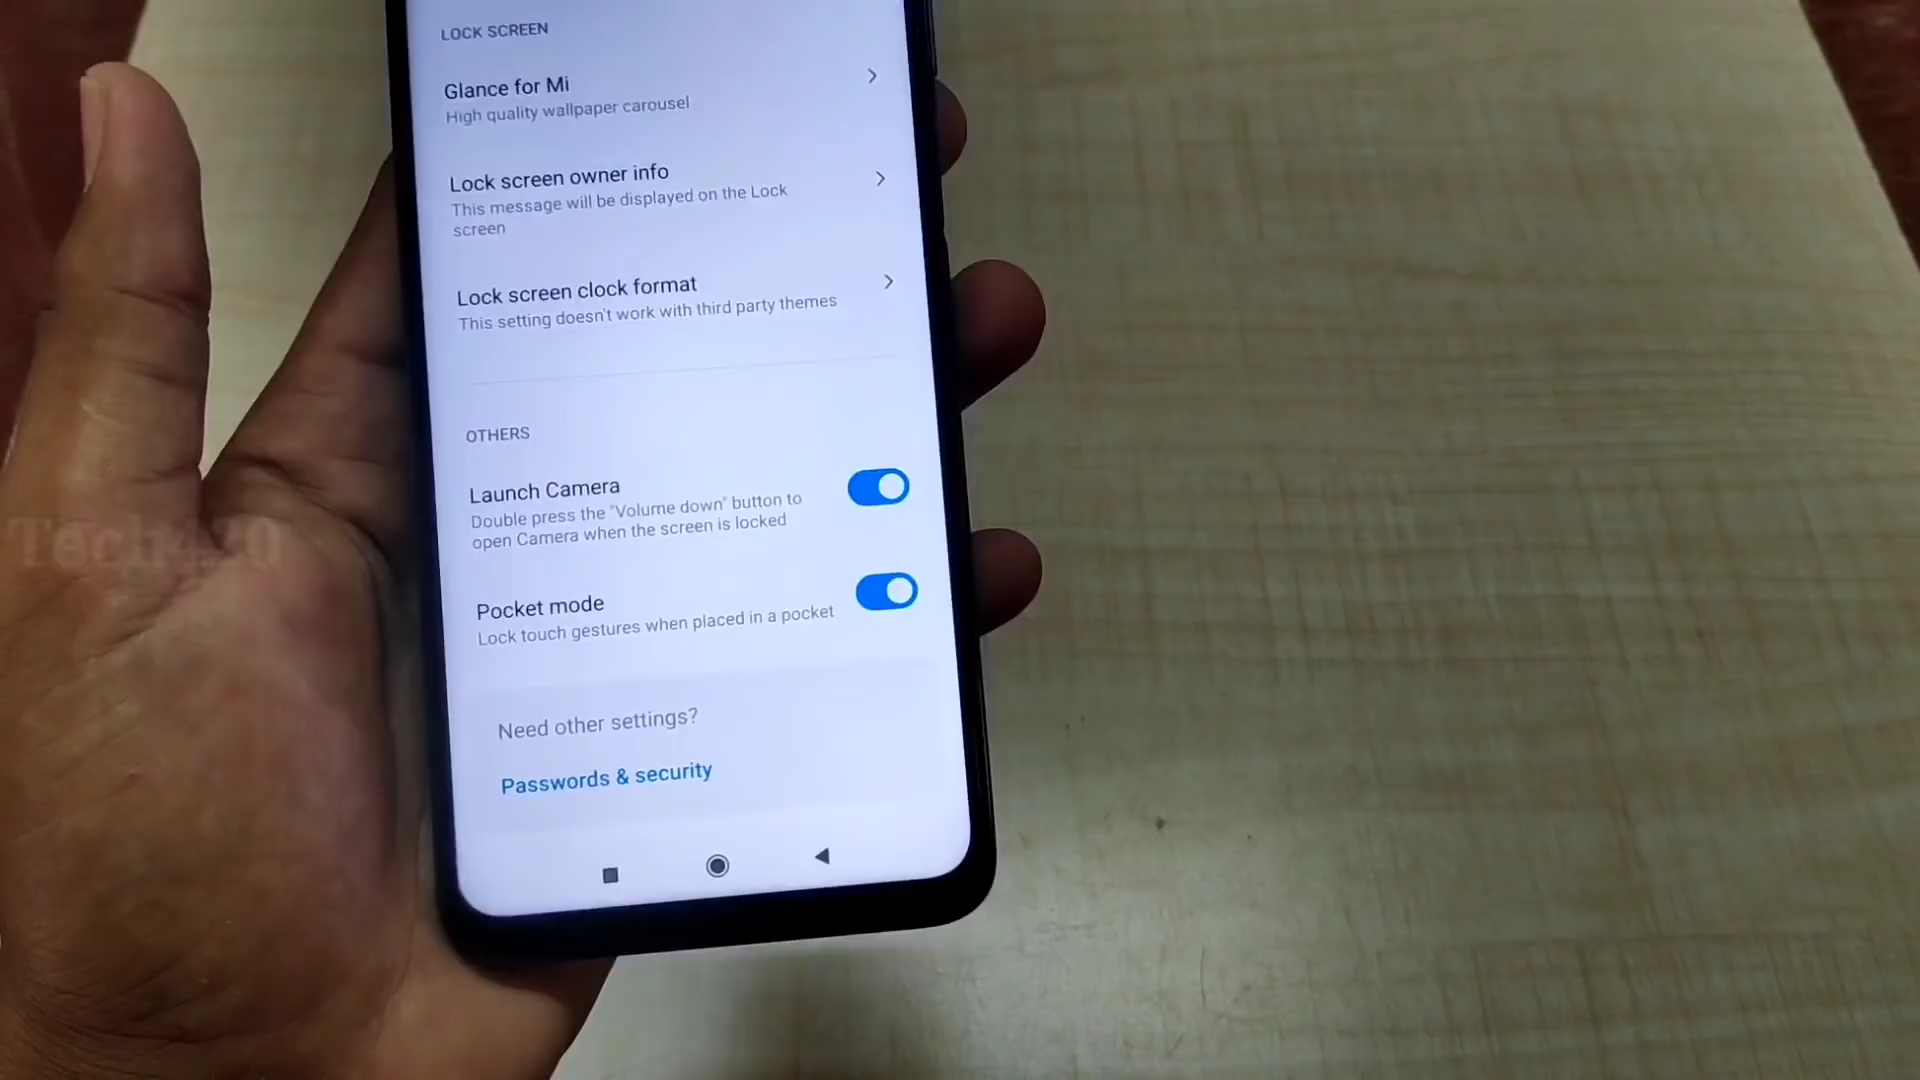 LOCK SCREEN
Glance for Mi
High quality wallpaper carousel
Lock screen owner info
This message will be displayed on the Lock
screen
Lock screen clock format
This setting doesn't work with third party themes
OTHERS
Launch Camera
Double press the "Volume down" button to
open Camera when the screen is locked
Pocket mode
Lock touch gestures when placed in a pocket
Need other settings?
Passwords & security
Tech420